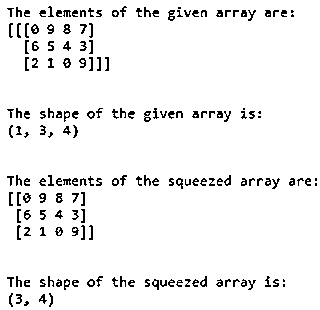 The elements of the given array are:
[[[0 9 8 7]
  [6 5 4 3]
  [2 1 0 9]]]
The shape of the given array is:
(1, 3, 4)
The elements of the squeezed array are:
[[0 9 8 7]
 [6 5 4 3]
 [2 1 0 9]]
The shape of the squeezed array is:
(3, 4)